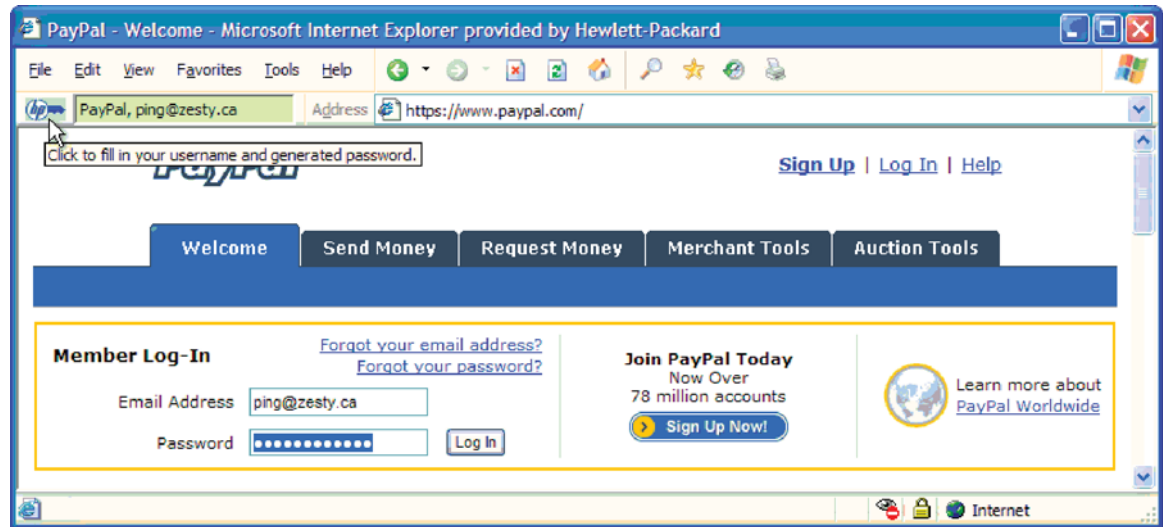 PayPal - Welcome - Microsoft Internet Explorer provided by Hewlett-Packard
File Edit View Favorites Tools Help
hp PayPal, ping@zesty.ca Address https://www.paypal.com/
Click to fill in your username and generated password.
PayPal
Sign Up | Log In | Help
Welcome Send Money Request Money Merchant Tools Auction Tools
Member Log-In
Forgot your email address?
Forgot your password?
Email Address ping@zesty.ca
Password •••••••••••• Log In
Join PayPal Today
Now Over
78 million accounts
Sign Up Now!
Learn more about
PayPal Worldwide
Internet